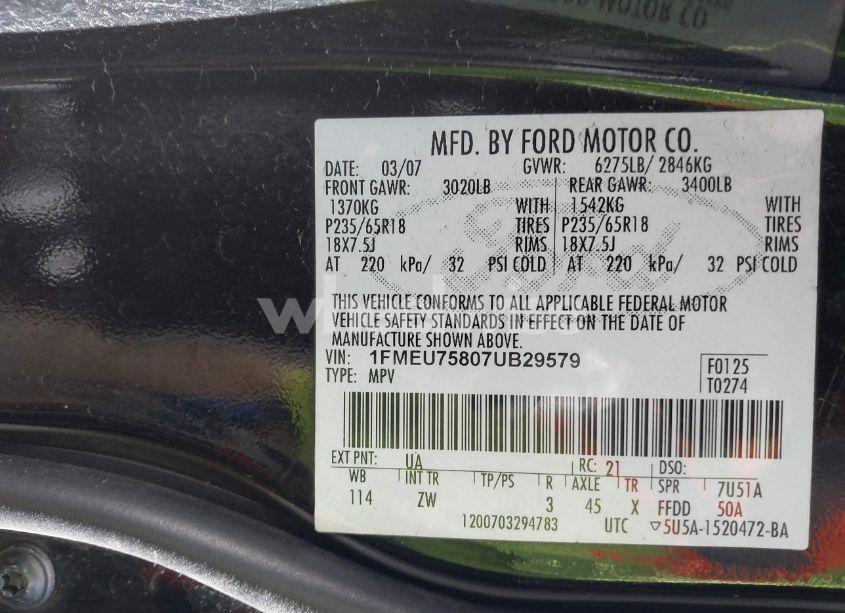 MFD. BY FORD MOTOR CO.
DATE: 03/07 GVWR: 6275LB/ 2846KG
FRONT GAWR: 3020LB REAR GAWR: 3400LB
1370KG WITH 1542KG WITH
P235/65R18 TIRES P235/65R18 TIRES
18X7.5J RIMS 18X7.5J RIMS
AT 220 kPa/ 32 PSI COLD AT 220 kPa/ 32 PSI COLD
THIS VEHICLE CONFORMS TO ALL APPLICABLE FEDERAL MOTOR
VEHICLE SAFETY STANDARDS IN EFFECT ON THE DATE OF
MANUFACTURE SHOWN ABOVE.
VIN: 1FMEU75807UB29579
TYPE: MPV
F0125
T0274
EXT PNT: UA RC: 21 DSO:
WB INT TR TP/PS R AXLE TR SPR 7U51A
114 ZW 3 45 X FFDD 50A
1200703294783 UTC ▽5U5A-1520472-BA